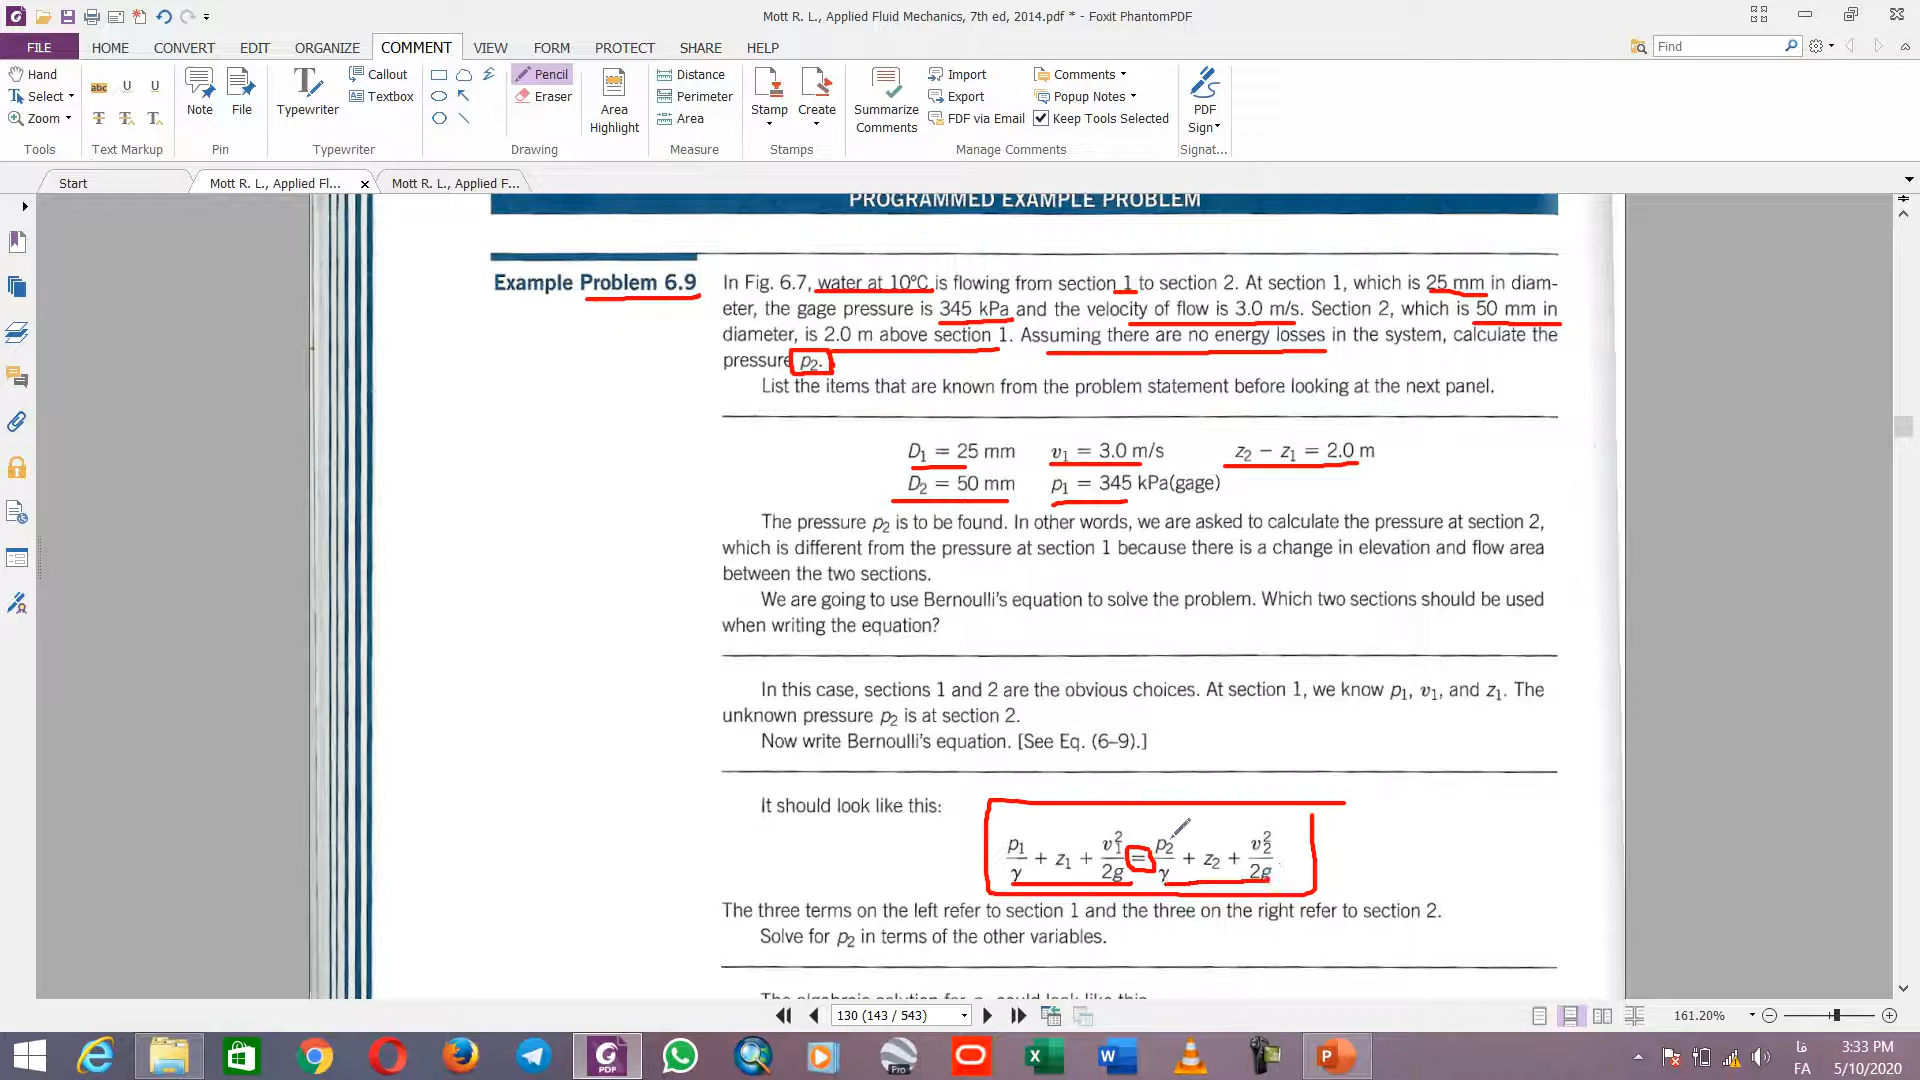 Mott R. L., Applied Fluid Mechanics, 7th ed, 2014.pdf * - Foxit PhantomPDF
FILE HOME CONVERT EDIT ORGANIZE COMMENT VIEW FORM PROTECT SHARE HELP Find
Hand
Select
Zoom
Tools
abc U U
T T T
Text Markup
Note File
Pin
Typewriter
Callout
Textbox
Typewriter
Pencil
Eraser
Drawing
Area Highlight
Distance
Perimeter
Area
Measure
Stamp Create
Stamps
Summarize Comments
Import
Export
PDF via Email
Comments
Popup Notes
Keep Tools Selected
Manage Comments
PDF Sign
Signat...
Start Mott R. L., Applied Fl... x Mott R. L., Applied F...
PROGRAMMED EXAMPLE PROBLEM
Example Problem 6.9
In Fig. 6.7, water at 10°C is flowing from section 1 to section 2. At section 1, which is 25 mm in diam-
eter, the gage pressure is 345 kPa and the velocity of flow is 3.0 m/s. Section 2, which is 50 mm in
diameter, is 2.0 m above section 1. Assuming there are no energy losses in the system, calculate the
pressure p₂.
List the items that are known from the problem statement before looking at the next panel.
D₁ = 25 mm v₁ = 3.0 m/s z₂ − z₁ = 2.0 m
D₂ = 50 mm p₁ = 345 kPa(gage)
The pressure p₂ is to be found. In other words, we are asked to calculate the pressure at section 2,
which is different from the pressure at section 1 because there is a change in elevation and flow area
between the two sections.
We are going to use Bernoulli's equation to solve the problem. Which two sections should be used
when writing the equation?
In this case, sections 1 and 2 are the obvious choices. At section 1, we know p₁, v₁, and z₁. The
unknown pressure p₂ is at section 2.
Now write Bernoulli's equation. [See Eq. (6–9).]
It should look like this:
p₁/γ + z₁ + v₁²/2g = p₂/γ + z₂ + v₂²/2g
The three terms on the left refer to section 1 and the three on the right refer to section 2.
Solve for p₂ in terms of the other variables.
130 (143 / 543) 161.20%
PDF Pro X W P
فا 3:33 PM
FA 5/10/2020